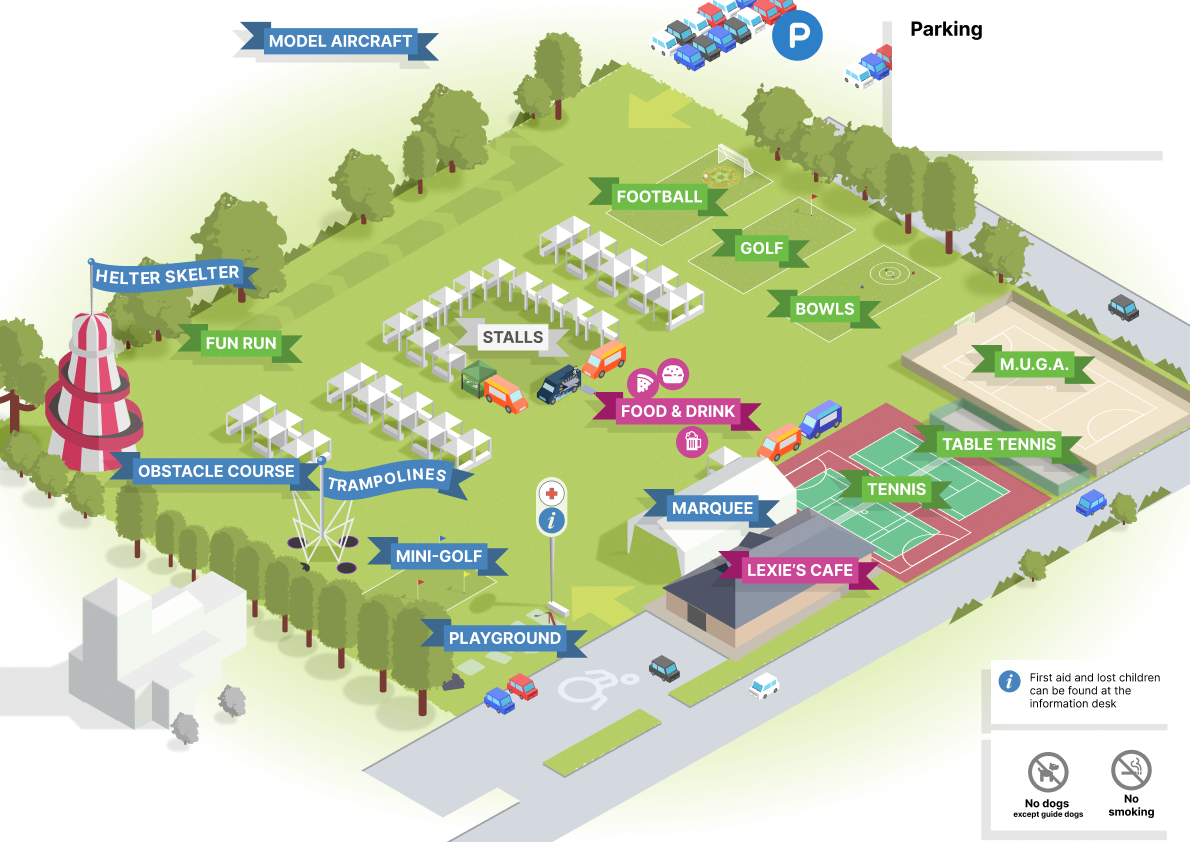 MODEL AIRCRAFT
P
Parking
FOOTBALL
GOLF
HELTER SKELTER
BOWLS
FUN RUN
STALLS
M.U.G.A.
FOOD & DRINK
TABLE TENNIS
OBSTACLE COURSE
TRAMPOLINES
TENNIS
MARQUEE
i
MINI-GOLF
LEXIE'S CAFE
PLAYGROUND
i
First aid and lost children
can be found at the
information desk
No dogs
except guide dogs
No
smoking